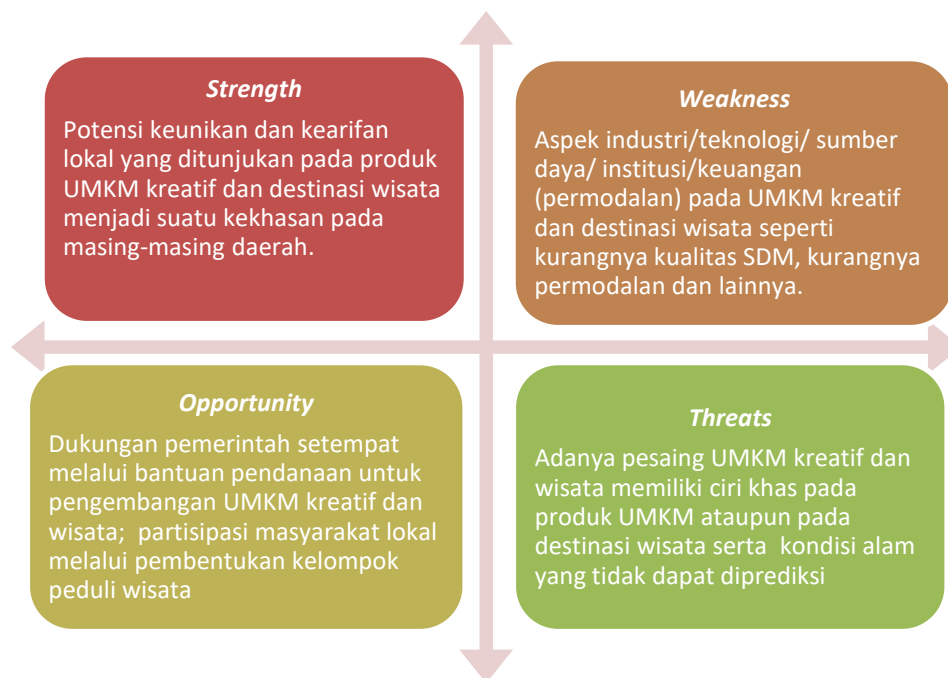 Strength
Potensi keunikan dan kearifan
lokal yang ditunjukan pada produk
UMKM kreatif dan destinasi wisata
menjadi suatu kekhasan pada
masing-masing daerah.
Weakness
Aspek industri/teknologi/ sumber
daya/ institusi/keuangan
(permodalan) pada UMKM kreatif
dan destinasi wisata seperti
kurangnya kualitas SDM, kurangnya
permodalan dan lainnya.
Opportunity
Dukungan pemerintah setempat
melalui bantuan pendanaan untuk
pengembangan UMKM kreatif dan
wisata;  partisipasi masyarakat lokal
melalui pembentukan kelompok
peduli wisata
Threats
Adanya pesaing UMKM kreatif dan
wisata memiliki ciri khas pada
produk UMKM ataupun pada
destinasi wisata serta  kondisi alam
yang tidak dapat diprediksi